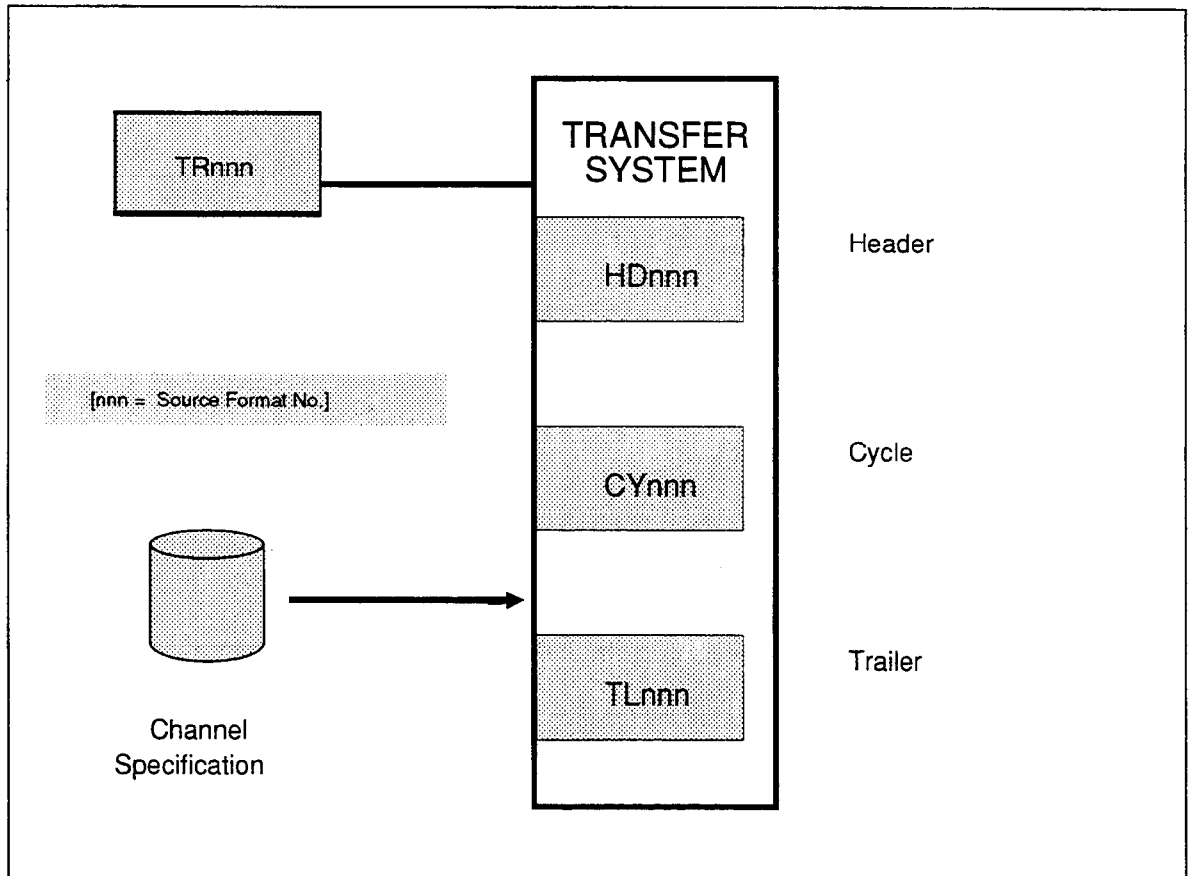 TRnnn
TRANSFER
SYSTEM
HDnnn
Header
[nnn = Source Format No.]
CYnnn
Cycle
TLnnn
Trailer
Channel
Specification